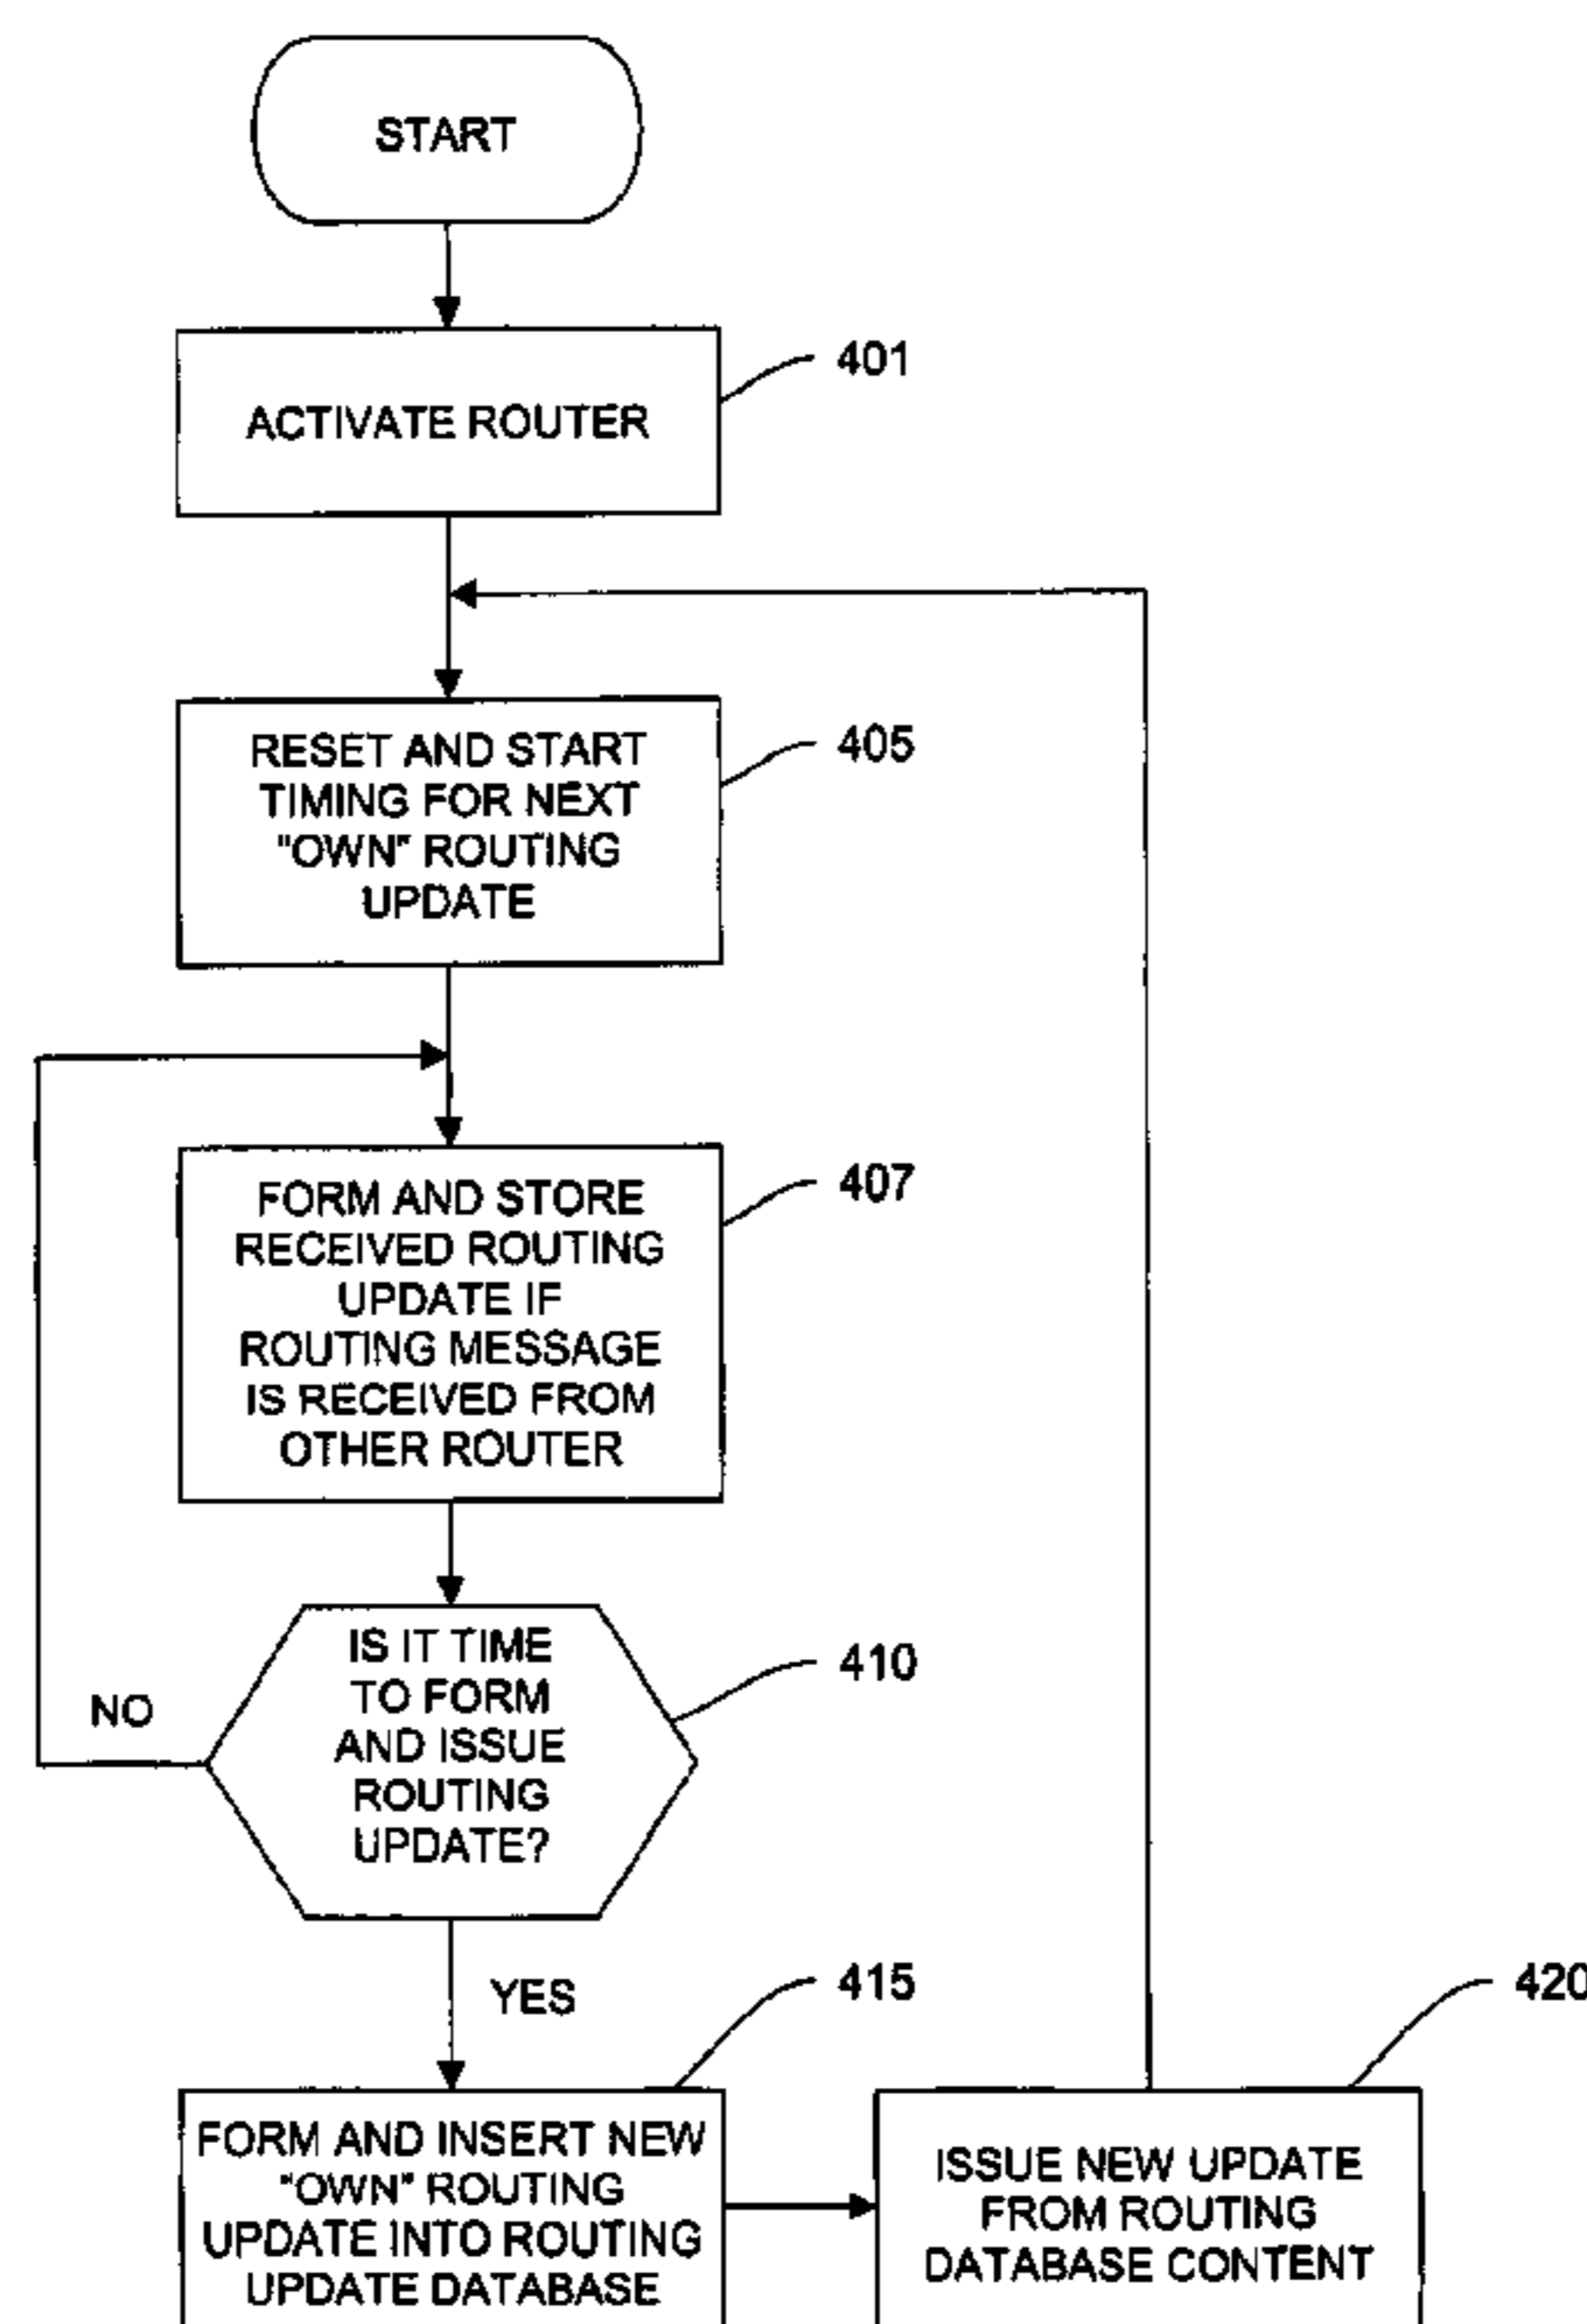 START
ACTIVATE ROUTER
401
RESET AND START
TIMING FOR NEXT
"OWN" ROUTING
UPDATE
405
FORM AND STORE
RECEIVED ROUTING
UPDATE IF
ROUTING MESSAGE
IS RECEIVED FROM
OTHER ROUTER
407
IS IT TIME
TO FORM
AND ISSUE
ROUTING
UPDATE?
410
NO
YES
415
FORM AND INSERT NEW
"OWN" ROUTING
UPDATE INTO ROUTING
UPDATE DATABASE
420
ISSUE NEW UPDATE
FROM ROUTING
DATABASE CONTENT